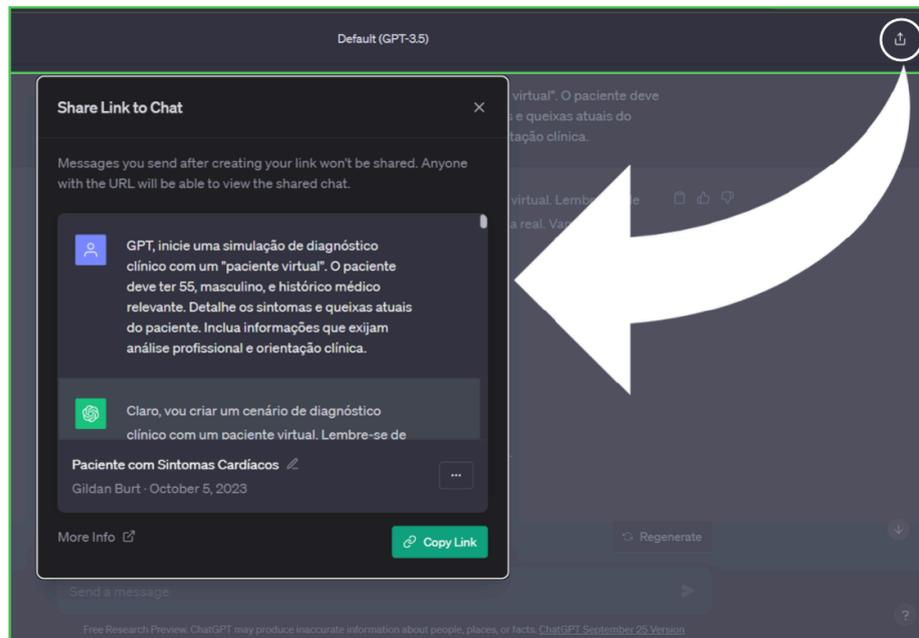 Default (GPT-3.5)
Share Link to Chat
virtual". O paciente deve
s e queixas atuais do
tação clínica.
Messages you send after creating your link won't be shared. Anyone
with the URL will be able to view the shared chat.
virtual.
de
a real.
GPT, inicie uma simulação de diagnóstico
clínico com um "paciente virtual". O paciente
deve ter 55, masculino, e histórico médico
relevante. Detalhe os sintomas e queixas atuais
do paciente. Inclua informações que exijam
análise profissional e orientação clínica.
Claro, vou criar um cenário de diagnóstico
clínico com um paciente virtual. Lembre-se de
Paciente com Sintomas Cardíacos
Gildan Burt · October 5, 2023
...
More Info
Copy Link
Regenerate
Send a message
Free Research Preview. ChatGPT may produce inaccurate information about people, places, or facts. ChatGPT September 25 Version
?